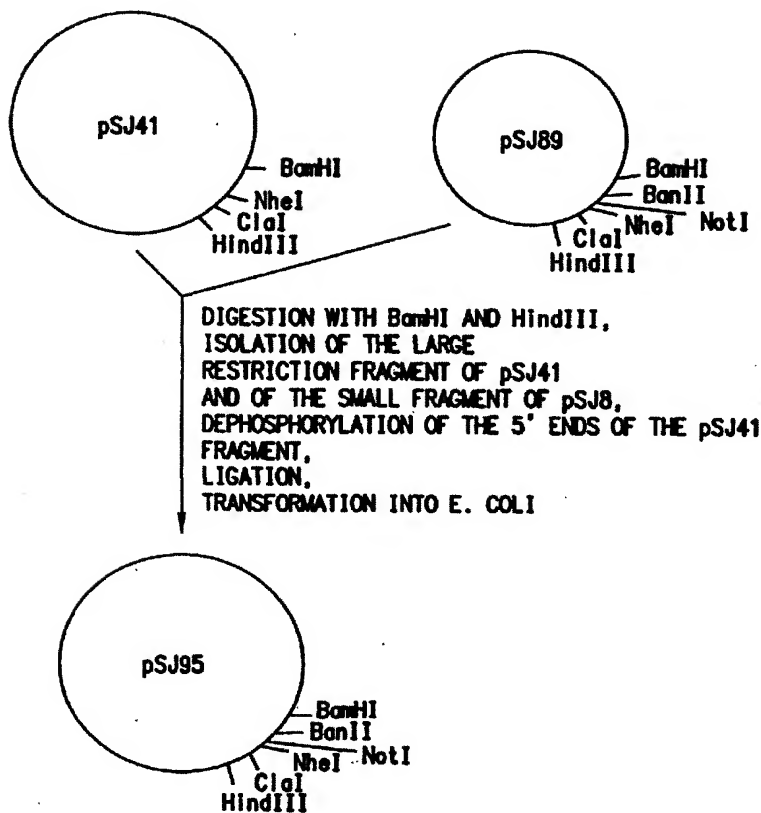 pSJ41
BamHI
NheI
ClaI
HindIII
pSJ89
BamHI
BanII
NotI
NheI
ClaI
HindIII
DIGESTION WITH BamHI AND HindIII,
ISOLATION OF THE LARGE
RESTRICTION FRAGMENT OF pSJ41
AND OF THE SMALL FRAGMENT OF pSJ8,
DEPHOSPHORYLATION OF THE 5' ENDS OF THE pSJ41
FRAGMENT,
LIGATION,
TRANSFORMATION INTO E. COLI
pSJ95
BamHI
BanII
NotI
NheI
ClaI
HindIII